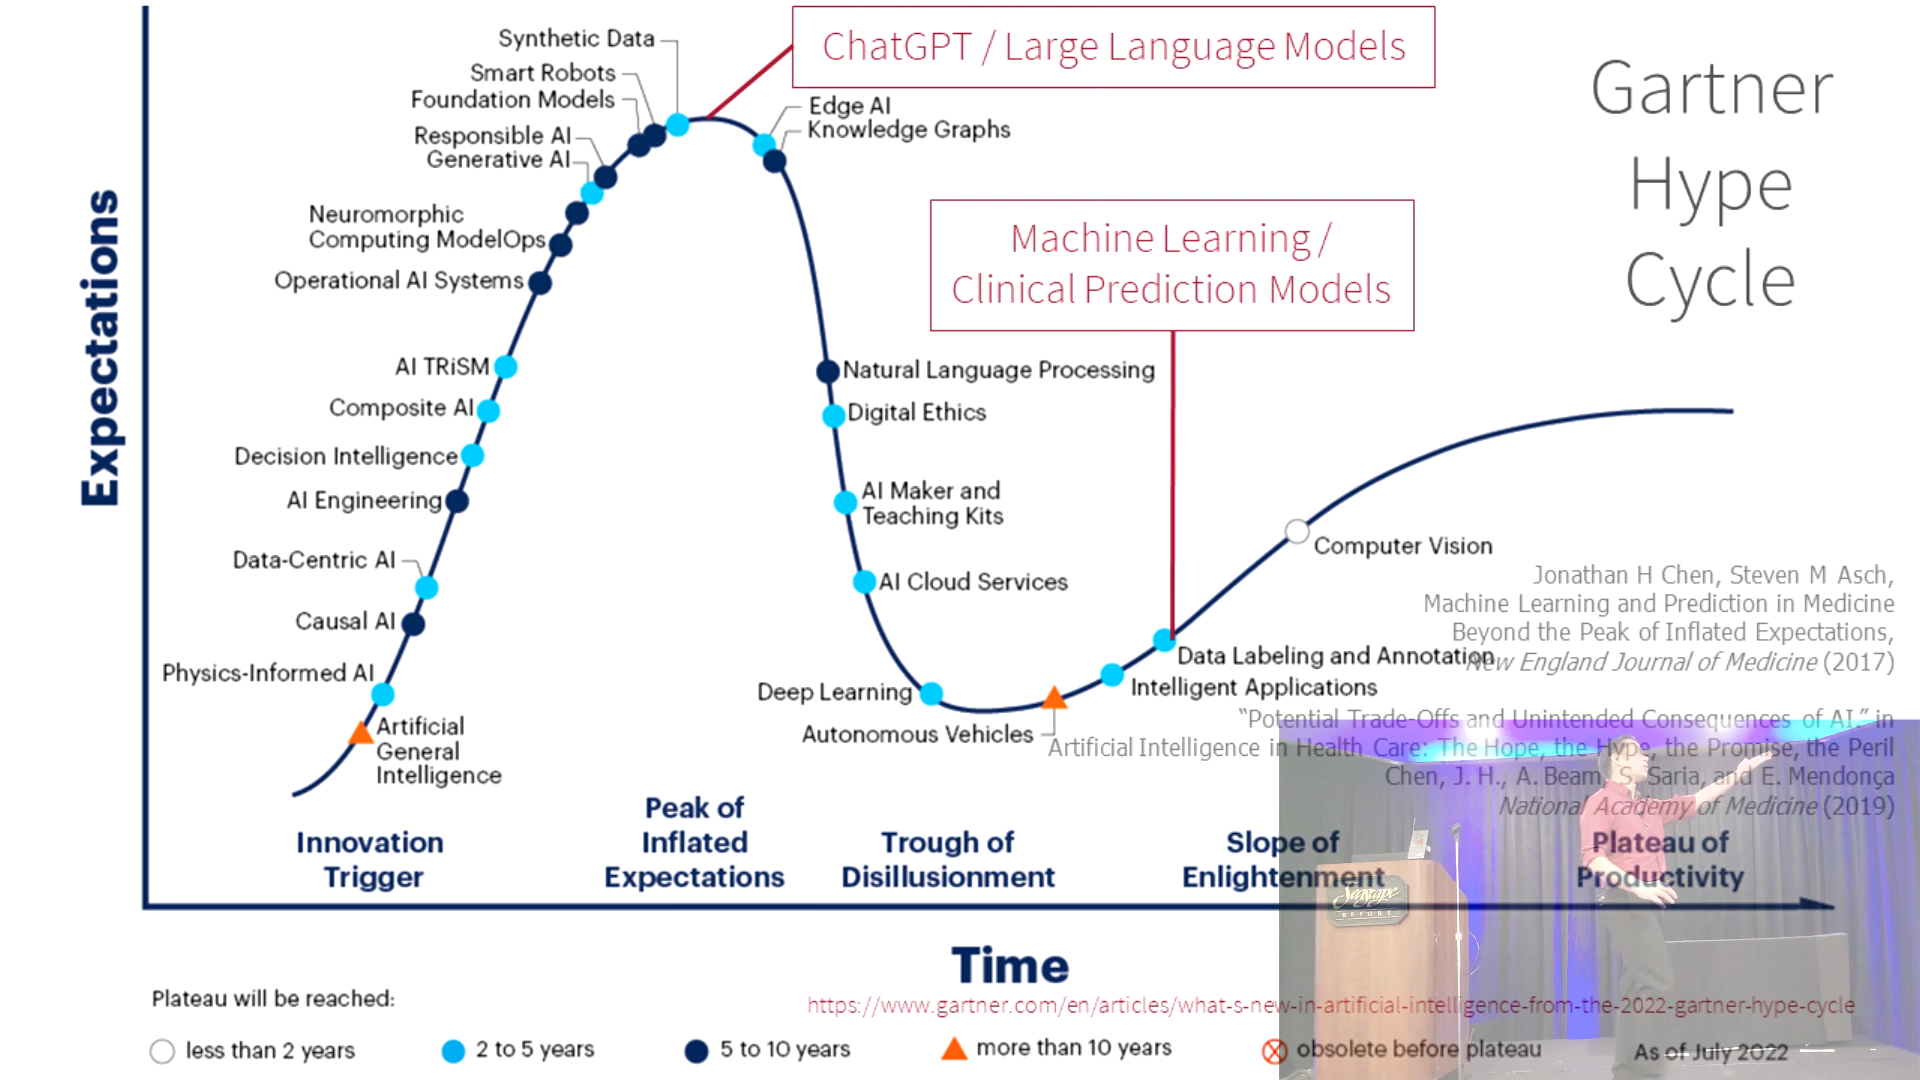 Gartner
Hype
Cycle
ChatGPT / Large Language Models
Machine Learning /
Clinical Prediction Models
Expectations
Synthetic Data
Smart Robots
Foundation Models
Responsible AI
Generative AI
Neuromorphic
Computing ModelOps
Operational AI Systems
AI TRiSM
Composite AI
Decision Intelligence
AI Engineering
Data-Centric AI
Causal AI
Physics-Informed AI
Artificial
General
Intelligence
Edge AI
Knowledge Graphs
Natural Language Processing
Digital Ethics
AI Maker and
Teaching Kits
AI Cloud Services
Deep Learning
Autonomous Vehicles
Intelligent Applications
Data Labeling and Annotation
Computer Vision
Jonathan H Chen, Steven M Asch,
Machine Learning and Prediction in Medicine
Beyond the Peak of Inflated Expectations,
New England Journal of Medicine (2017)
“Potential Trade-Offs and Unintended Consequences of AI.” in
Artificial Intelligence in Health Care: The Hope, the Hype, the Promise, the Peril
Chen, J. H., A. Beam, S. Saria, and E. Mendonça
National Academy of Medicine (2019)
Innovation
Trigger
Peak of
Inflated
Expectations
Trough of
Disillusionment
Slope of
Enlightenment
Plateau of
Productivity
Seascape
RESORT
Time
https://www.gartner.com/en/articles/what-s-new-in-artificial-intelligence-from-the-2022-gartner-hype-cycle
Plateau will be reached:
less than 2 years
2 to 5 years
5 to 10 years
more than 10 years
obsolete before plateau
As of July 2022